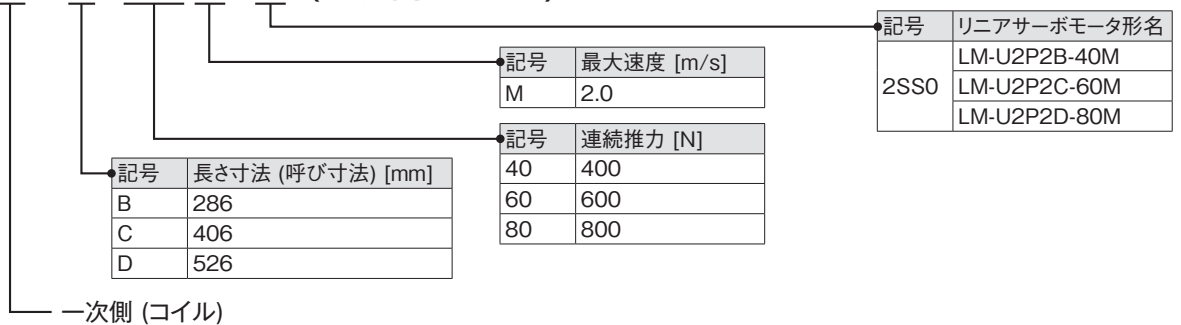 記号 リニアサーボモータ形名
2SS0 LM-U2P2B-40M
LM-U2P2C-60M
LM-U2P2D-80M
記号 最大速度 [m/s]
M 2.0
記号 連続推力 [N]
40 400
60 600
80 800
記号 長さ寸法 (呼び寸法) [mm]
B 286
C 406
D 526
一次側 (コイル)